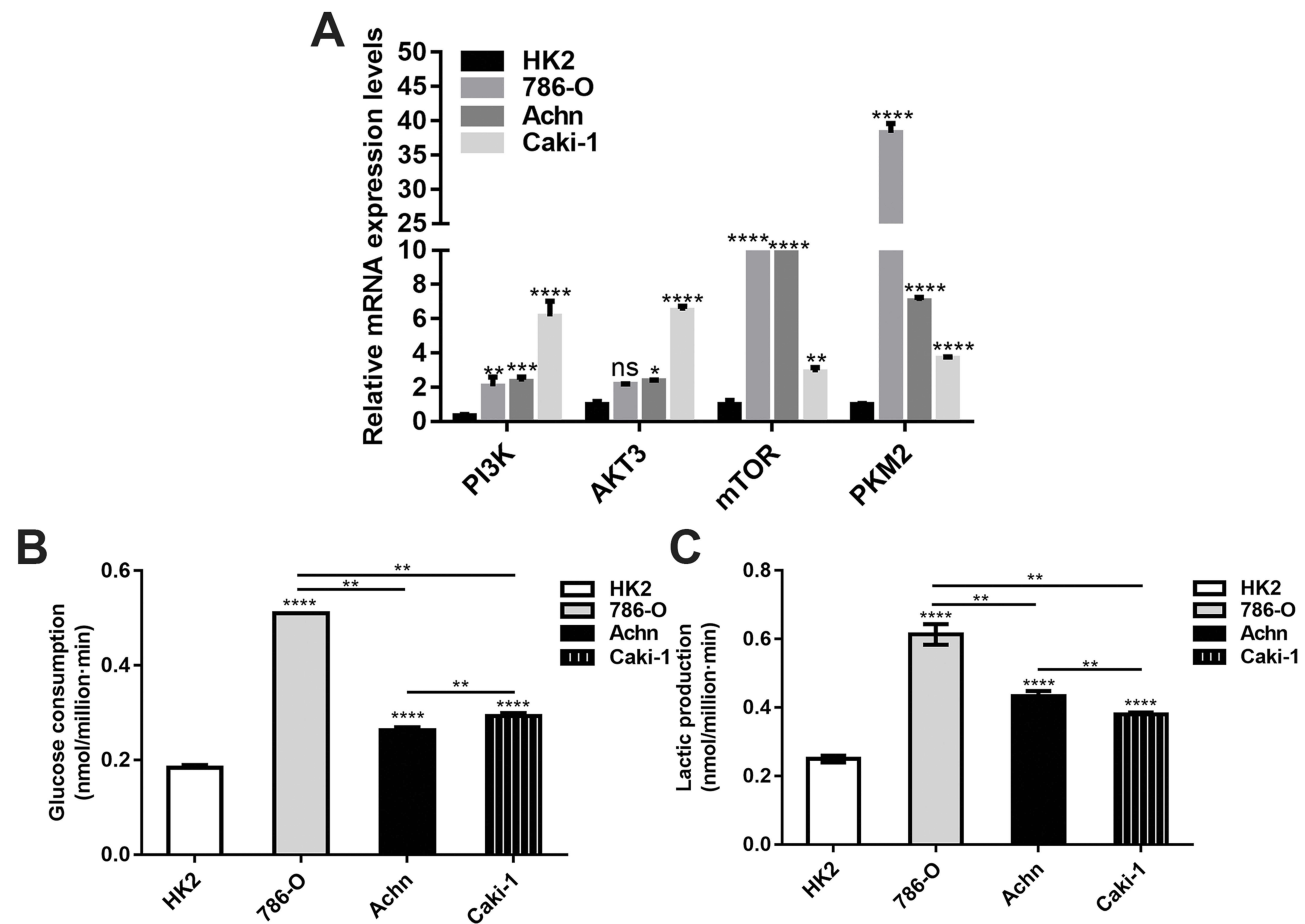 A
Relative mRNA expression levels
50
45
40
35
30
25
10
8
6
4
2
0
HK2
786-O
Achn
Caki-1
** *** ****
ns * ****
**** **** **
**** **** ****
PI3K
AKT3
mTOR
PKM2
B
Glucose consumption
(nmol/million·min)
0.6
0.4
0.2
0.0
**
**
****
**
****
****
HK2
786-O
Achn
Caki-1
HK2
786-O
Achn
Caki-1
C
Lactic production
(nmol/million·min)
0.8
0.6
0.4
0.2
0.0
**
**
****
**
****
****
HK2
786-O
Achn
Caki-1
HK2
786-O
Achn
Caki-1